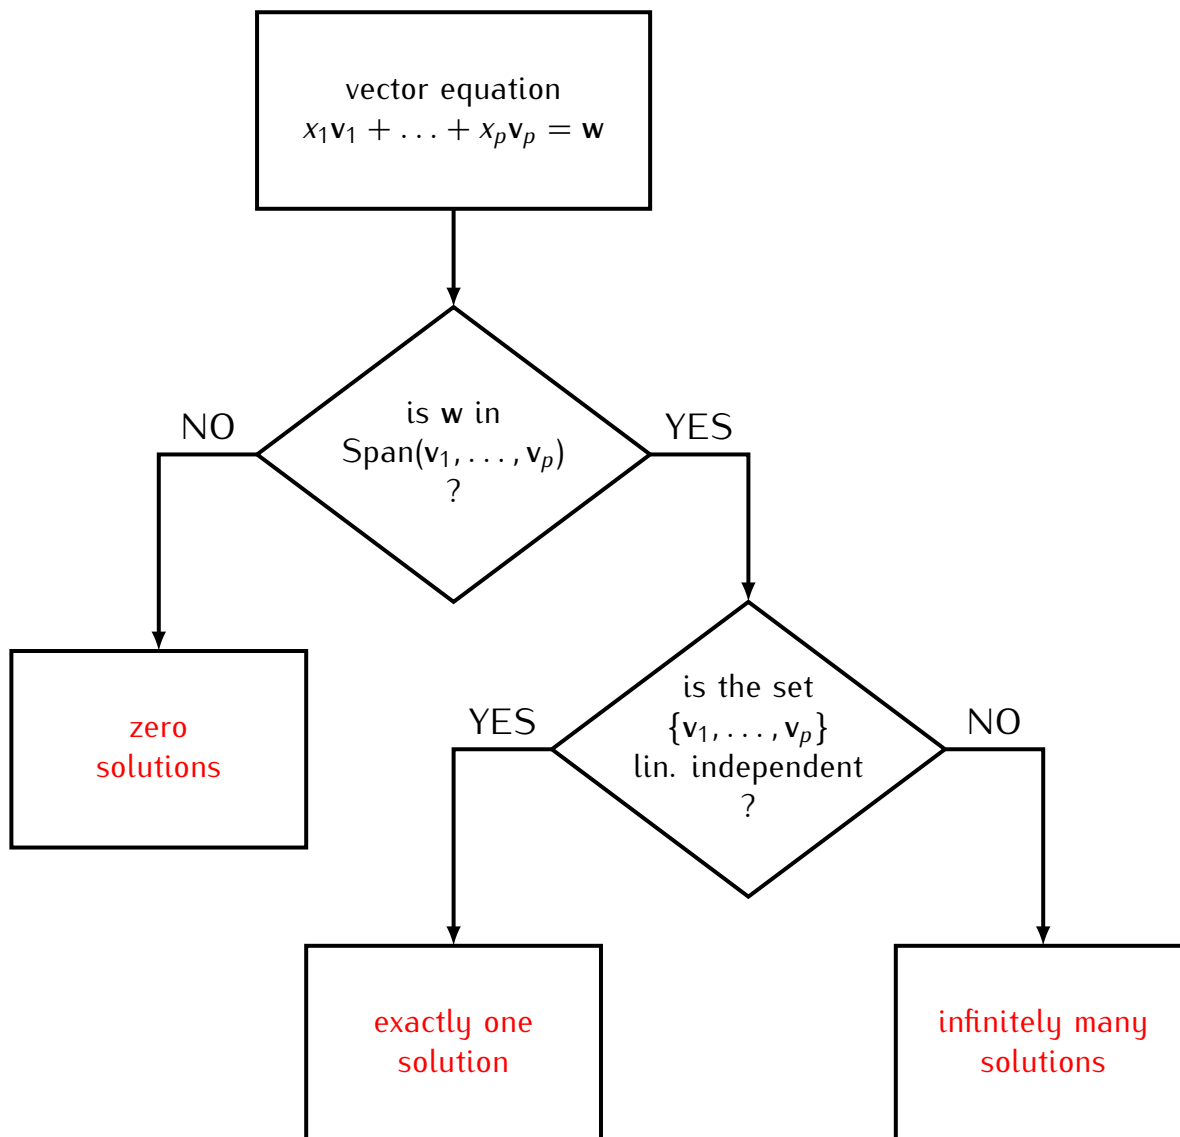 vector equation
x₁v₁ + . . . + xₚvₚ = w
NO
is w in
Span(v₁, . . . , vₚ)
?
YES
zero
solutions
YES
is the set
{v₁, . . . , vₚ}
lin. independent
?
NO
exactly one
solution
infinitely many
solutions